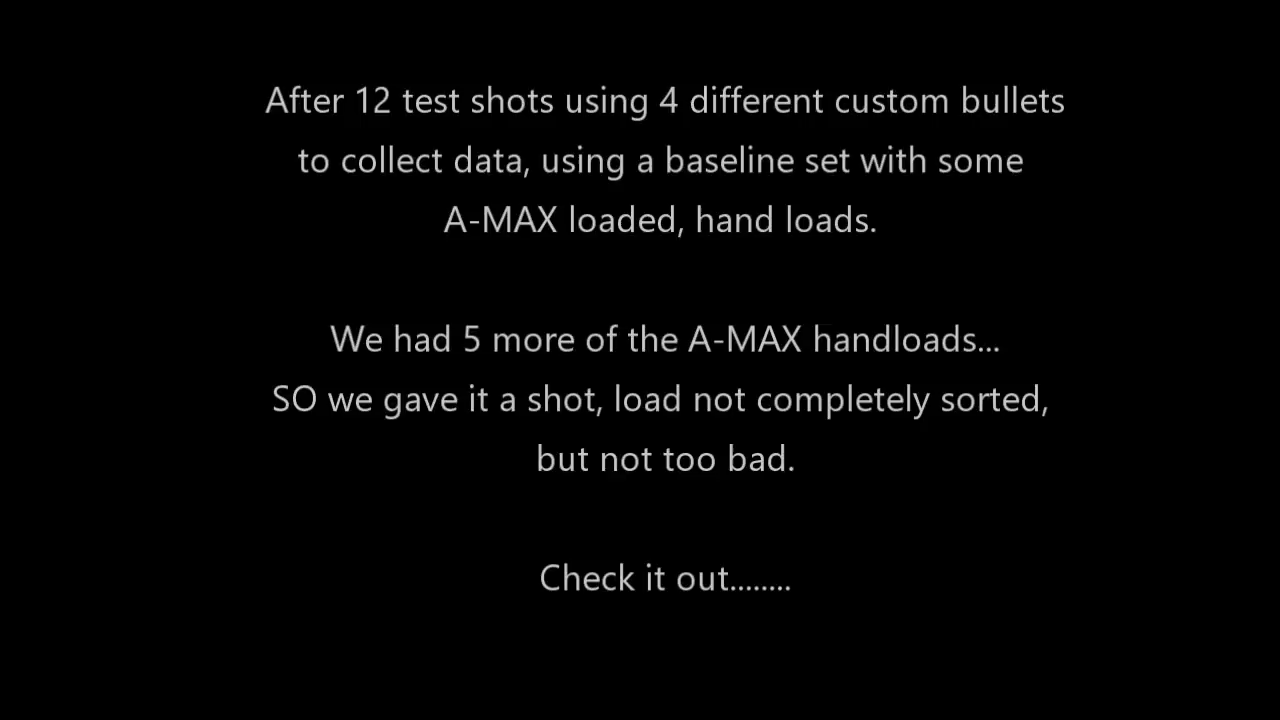 After 12 test shots using 4 different custom bullets
to collect data, using a baseline set with some
A-MAX loaded, hand loads.
We had 5 more of the A-MAX handloads...
SO we gave it a shot, load not completely sorted,
but not too bad.
Check it out........